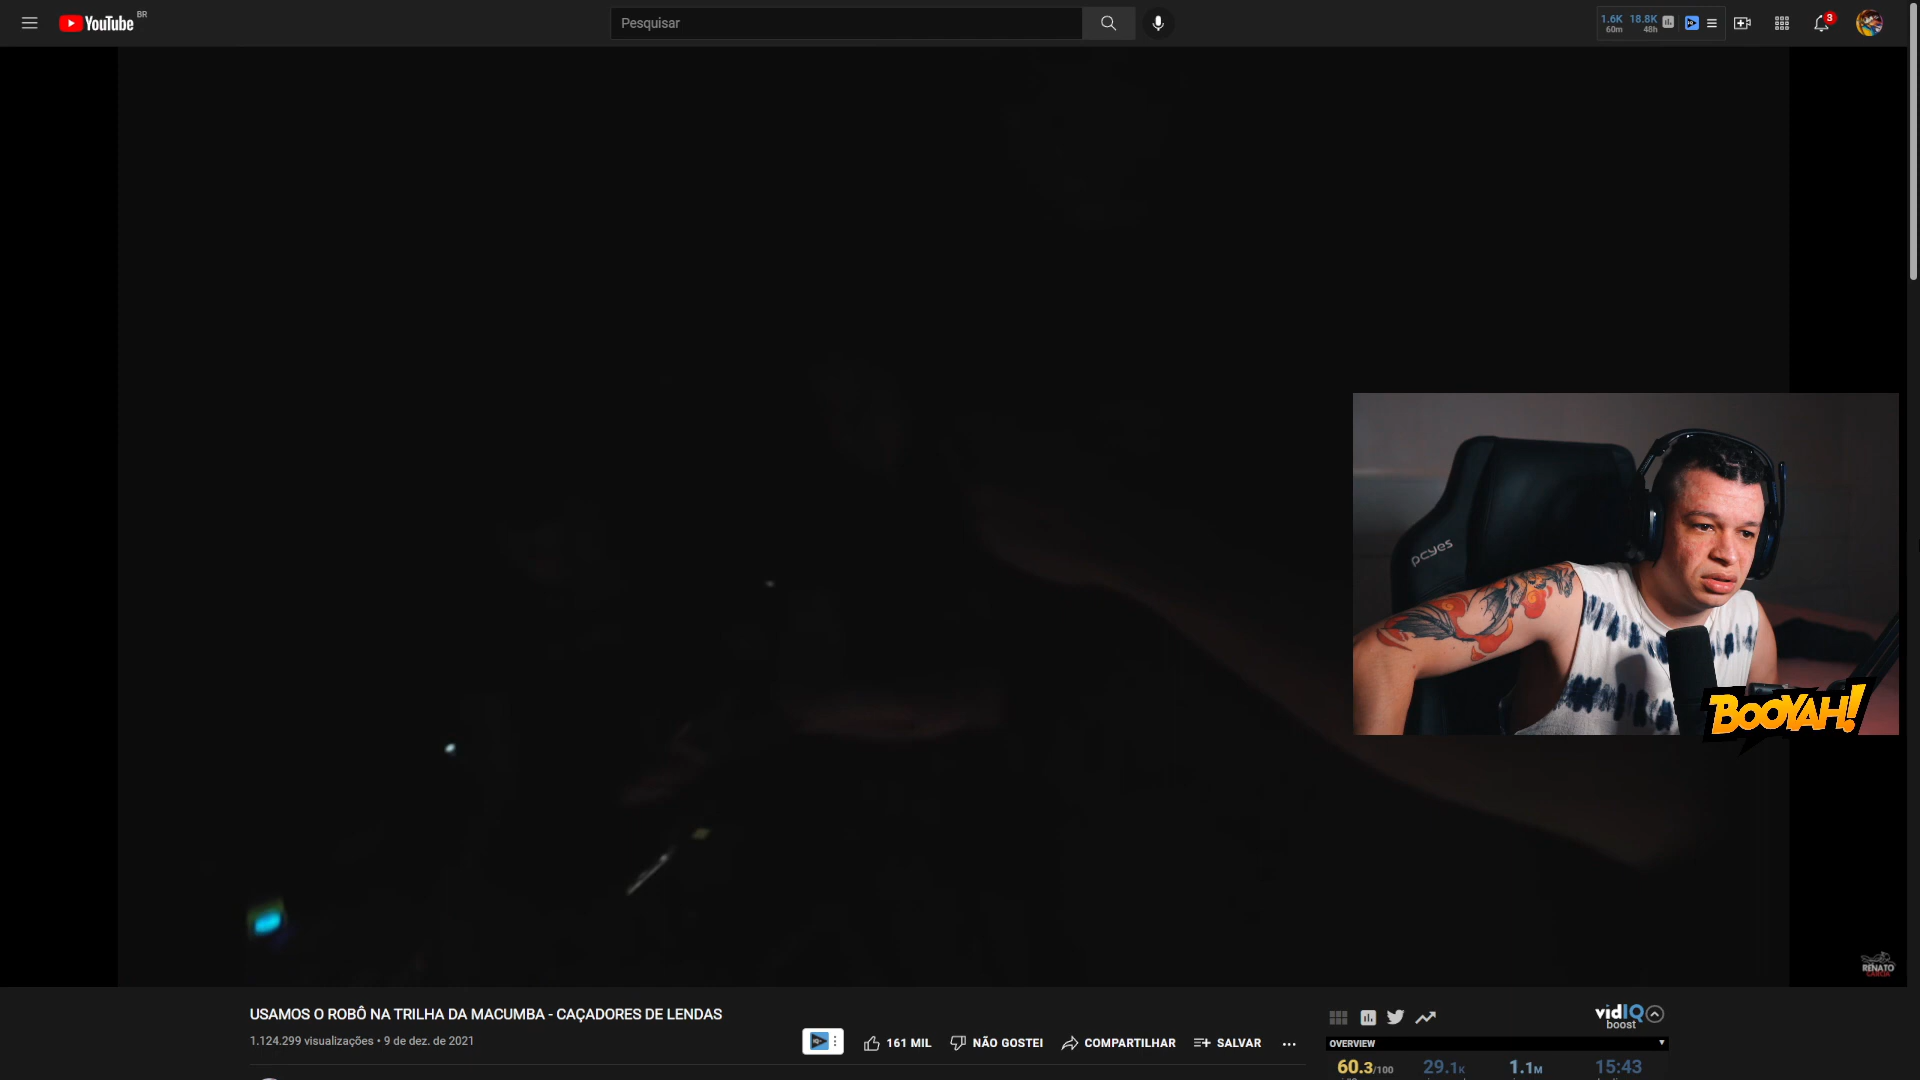 YouTube BR
Pesquisar
1.6K 18.8K
60m 48h
3
pcyes
BOOYAH!
RENATO
GARCIA
USAMOS O ROBÔ NA TRILHA DA MACUMBA - CAÇADORES DE LENDAS
1.124.299 visualizações • 9 de dez. de 2021
161 MIL NÃO GOSTEI COMPARTILHAR SALVAR
vidIQ
boost
OVERVIEW
60.3/100 29.1K 1.1M 15:43